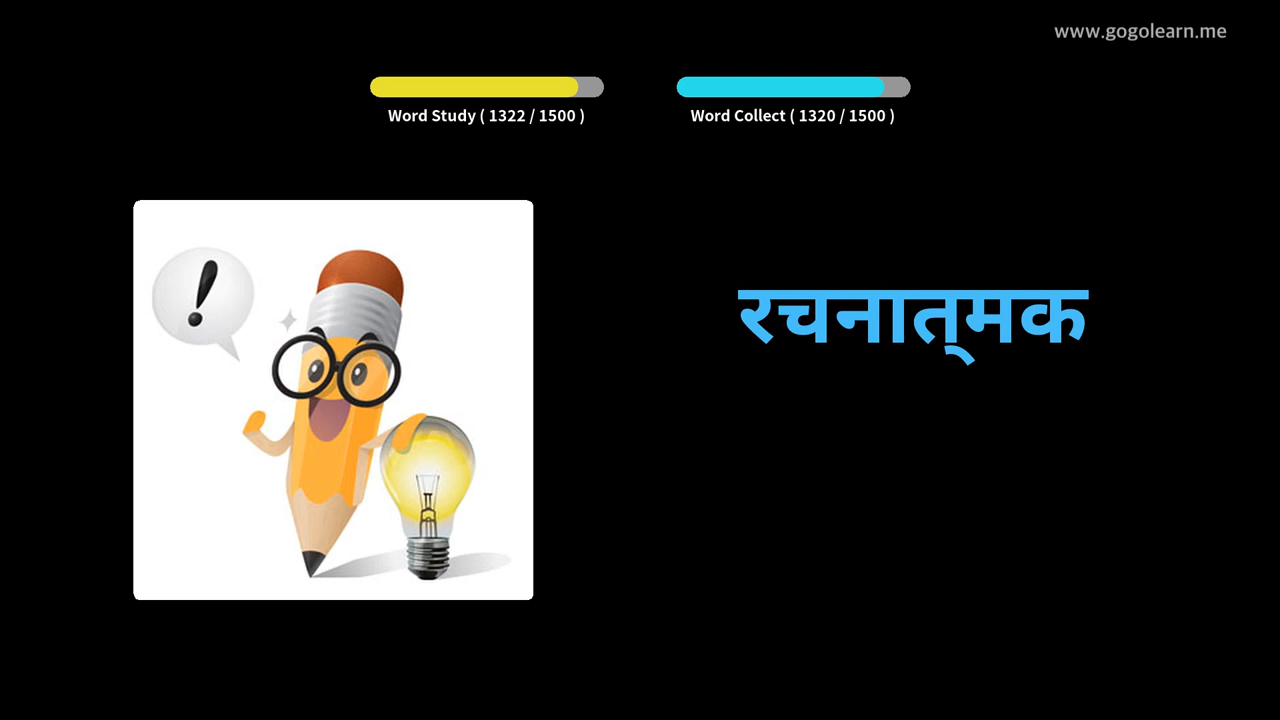 www.gogolearn.me
Word Study ( 1322 / 1500 )
Word Collect ( 1320 / 1500 )
!
रचनात्‌मक